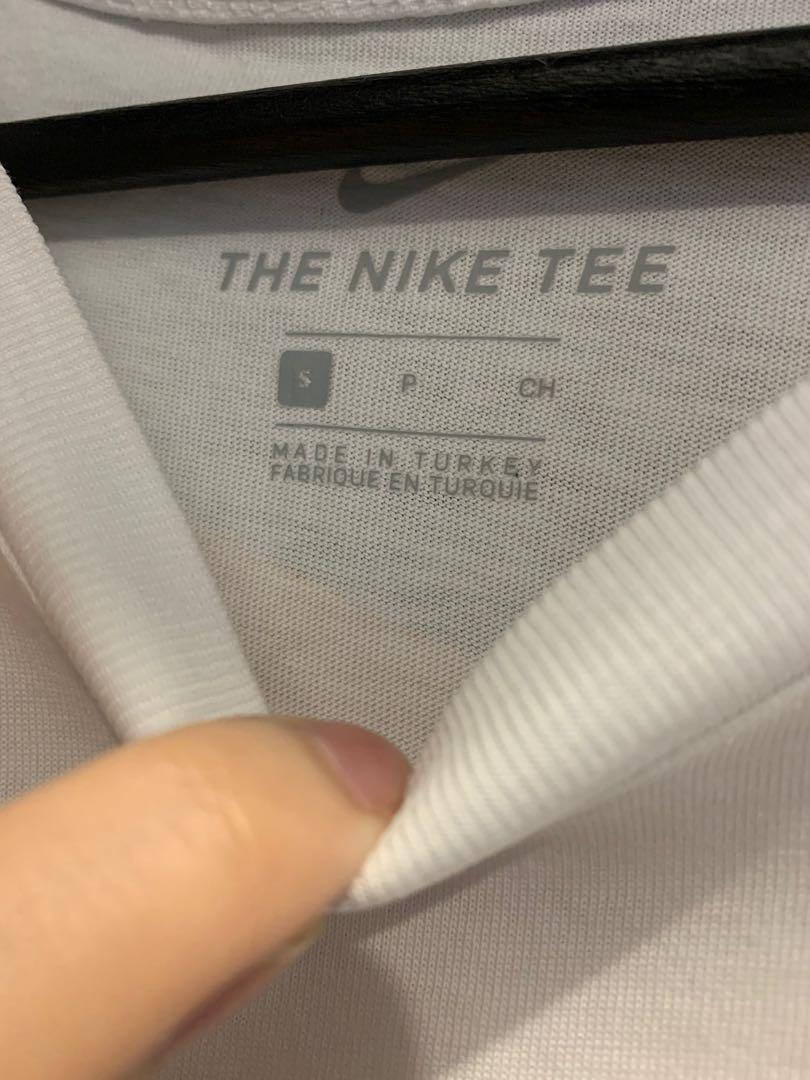 THE NIKE TEE
S P CH
MADE IN TURKEY
FABRIQUE EN TURQUIE